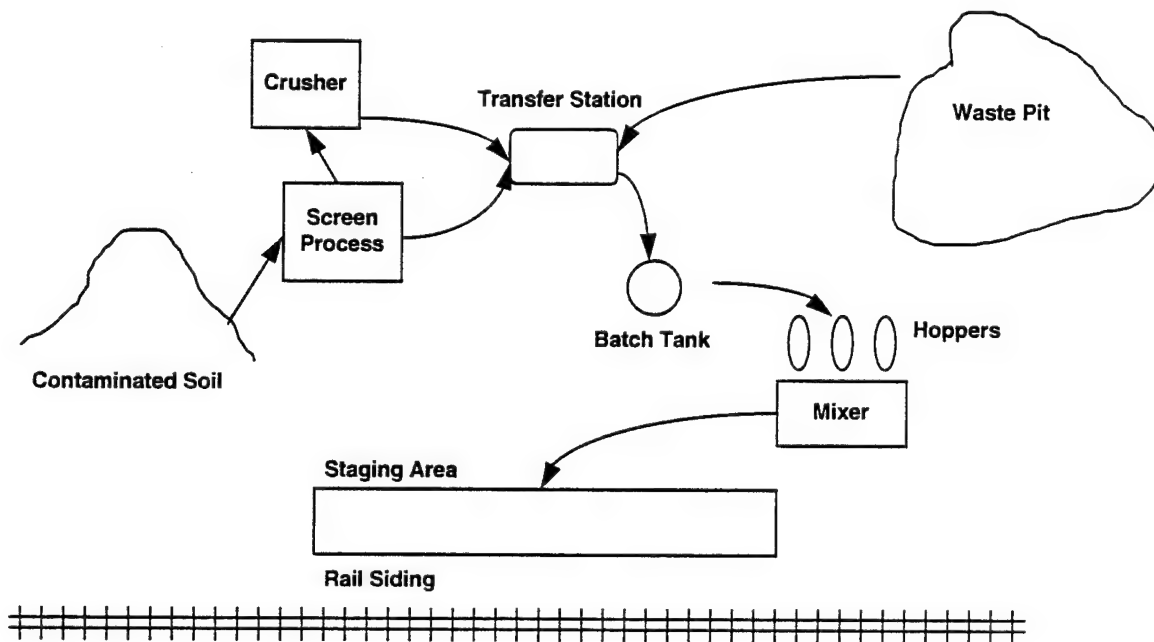 Crusher
Transfer Station
Waste Pit
Screen
Process
Contaminated Soil
Batch Tank
Hoppers
Mixer
Staging Area
Rail Siding